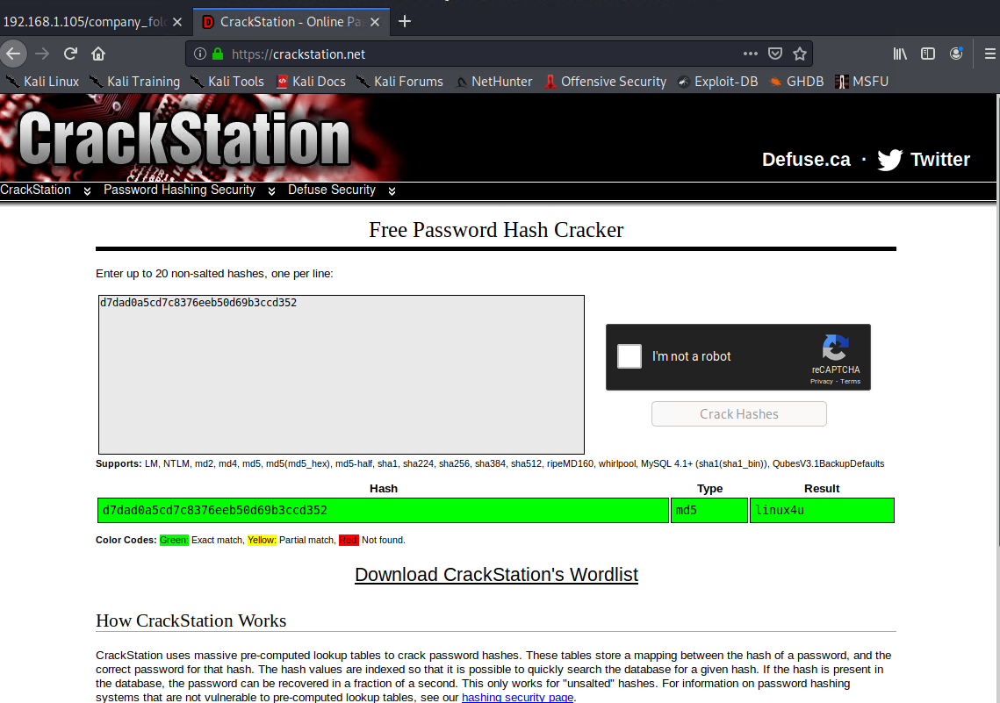 192.168.1.105/company_fol
CrackStation - Online Pa
https://crackstation.net
Kali Linux Kali Training Kali Tools Kali Docs Kali Forums NetHunter Offensive Security Exploit-DB GHDB MSFU
CrackStation
Defuse.ca · Twitter
CrackStation Password Hashing Security Defuse Security
Free Password Hash Cracker
Enter up to 20 non-salted hashes, one per line:
d7dad0a5cd7c8376eeb50d69b3ccd352
I'm not a robot
reCAPTCHA
Privacy - Terms
Crack Hashes
Supports: LM, NTLM, md2, md4, md5, md5(md5_hex), md5-half, sha1, sha224, sha256, sha384, sha512, ripeMD160, whirlpool, MySQL 4.1+ (sha1(sha1_bin)), QubesV3.1BackupDefaults
Hash Type Result
d7dad0a5cd7c8376eeb50d69b3ccd352 md5 linux4u
Color Codes: Green: Exact match, Yellow: Partial match, Red: Not found.
Download CrackStation's Wordlist
How CrackStation Works
CrackStation uses massive pre-computed lookup tables to crack password hashes. These tables store a mapping between the hash of a password, and the
correct password for that hash. The hash values are indexed so that it is possible to quickly search the database for a given hash. If the hash is present in
the database, the password can be recovered in a fraction of a second. This only works for "unsalted" hashes. For information on password hashing
systems that are not vulnerable to pre-computed lookup tables, see our hashing security page.